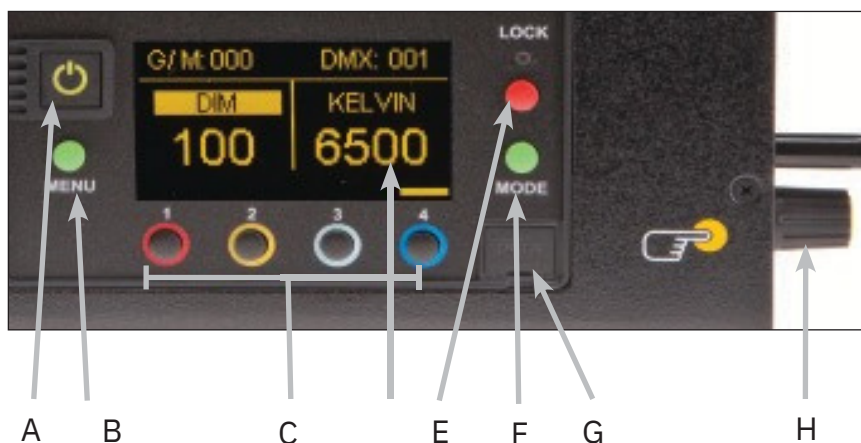 LOCK
G/M: 000 DMX: 001
DIM KELVIN
100 6500
MENU MODE
1 2 3 4
A B C E F G H